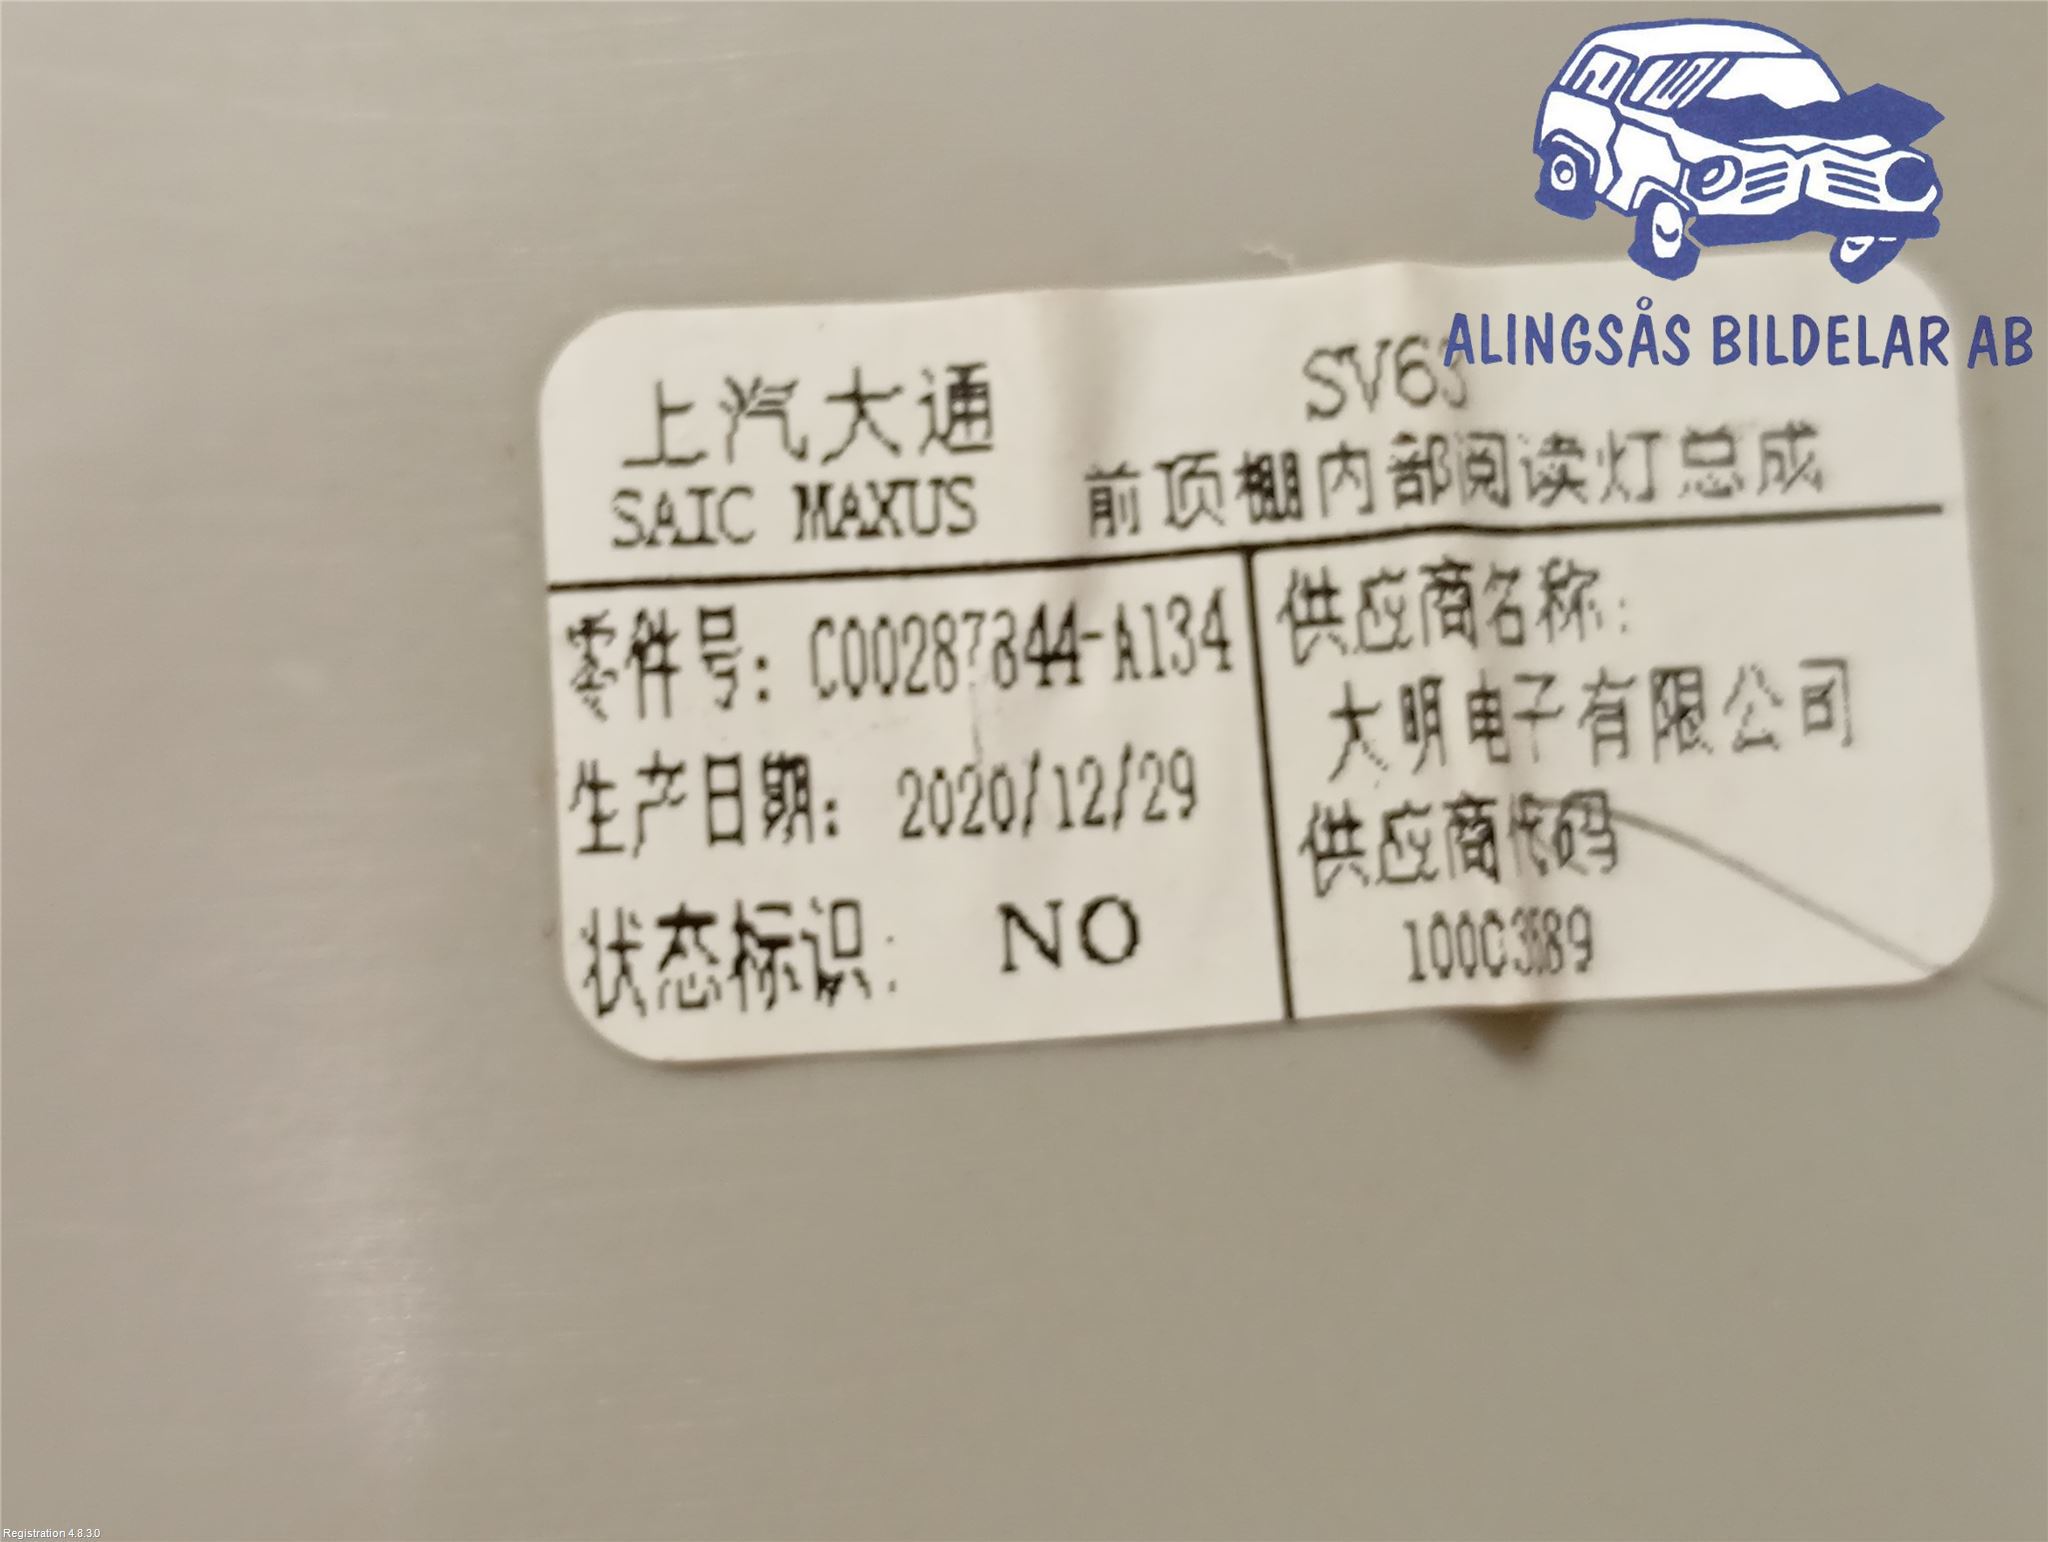 ALINGSÅS BILDELAR AB
上汽大通 SV63
SAIC MAXUS 前顶棚内部阅读灯总成
零件号: C00287844-A134
供应商名称:
大明电子有限公司
生产日期: 2020/12/29
供应商代码
状态标识: NO
Registration 4.8.3.0